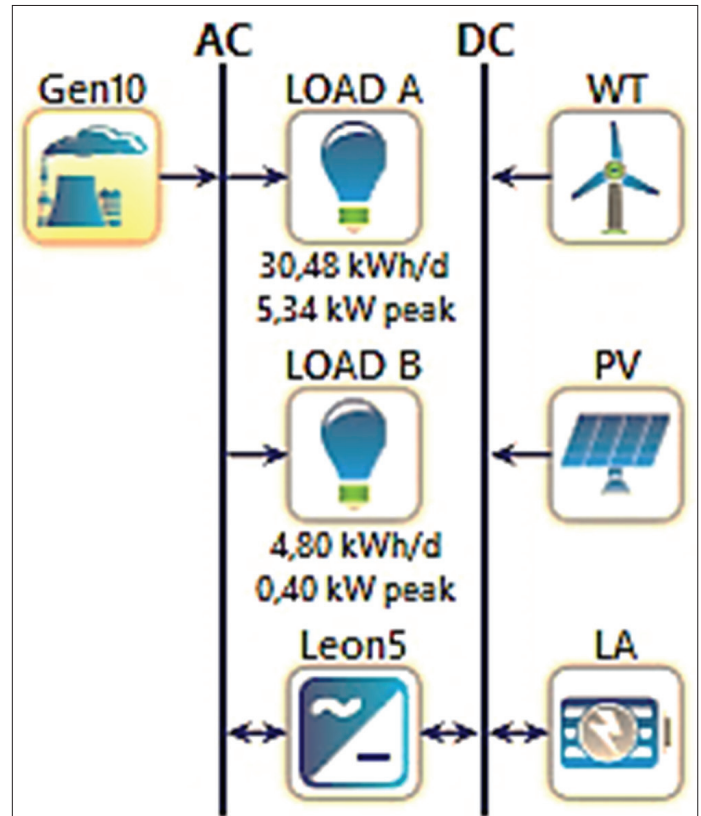 AC DC
Gen10 LOAD A WT
30,48 kWh/d
5,34 kW peak
LOAD B PV
4,80 kWh/d
0,40 kW peak
Leon5 LA